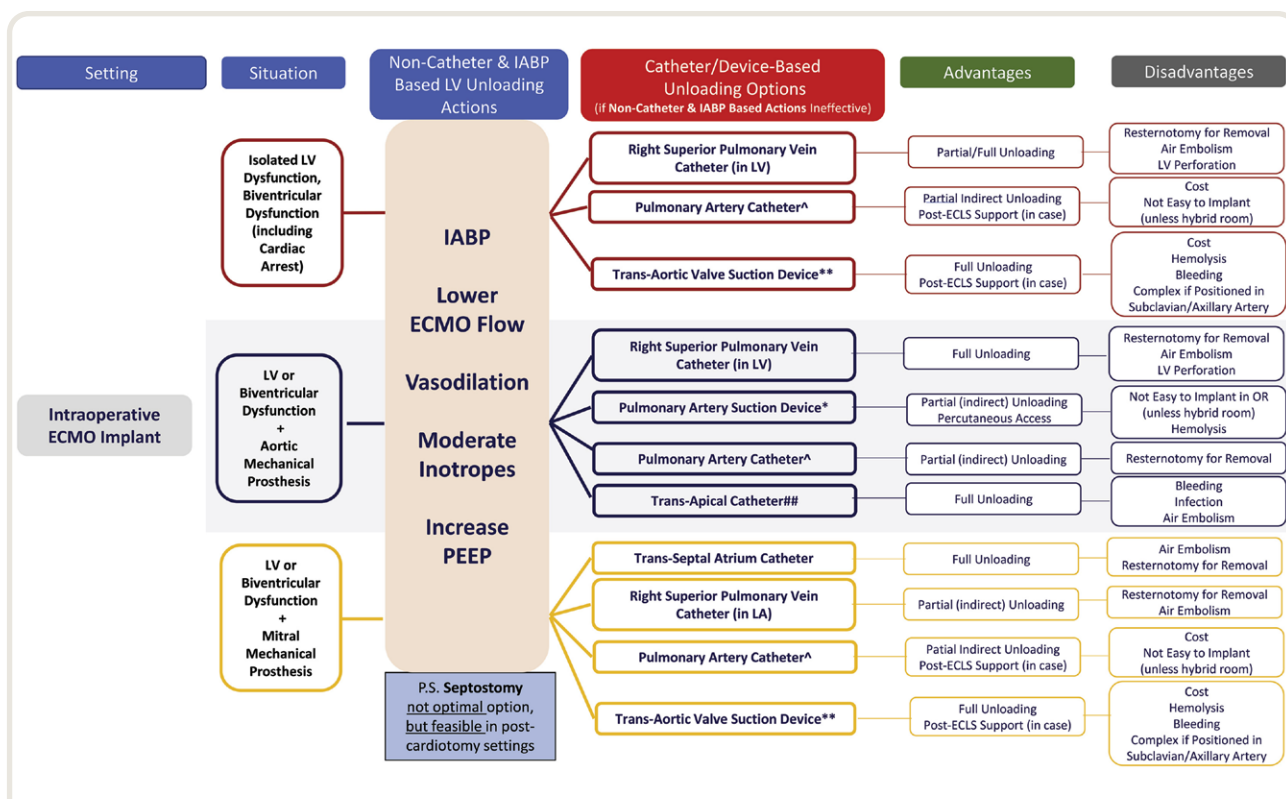 Setting
Situation
Non-Catheter & IABP
Based LV Unloading
Actions
Catheter/Device-Based
Unloading Options
(if Non-Catheter & IABP Based Actions Ineffective)
Advantages
Disadvantages
Intraoperative
ECMO Implant
Isolated LV
Dysfunction,
Biventricular
Dysfunction
(including
Cardiac
Arrest)
LV or
Biventricular
Dysfunction
+
Aortic
Mechanical
Prosthesis
LV or
Biventricular
Dysfunction
+
Mitral
Mechanical
Prosthesis
IABP
Lower
ECMO Flow
Vasodilation
Moderate
Inotropes
Increase
PEEP
P.S. Septostomy
not optimal option,
but feasible in post-
cardiotomy settings
Right Superior Pulmonary Vein
Catheter (in LV)
Partial/Full Unloading
Resternotomy for Removal
Air Embolism
LV Perforation
Pulmonary Artery Catheter^
Partial Indirect Unloading
Post-ECLS Support (in case)
Cost
Not Easy to Implant
(unless hybrid room)
Trans-Aortic Valve Suction Device**
Full Unloading
Post-ECLS Support (in case)
Cost
Hemolysis
Bleeding
Complex if Positioned in
Subclavian/Axillary Artery
Right Superior Pulmonary Vein
Catheter (in LV)
Full Unloading
Resternotomy for Removal
Air Embolism
LV Perforation
Pulmonary Artery Suction Device*
Partial (indirect) Unloading
Percutaneous Access
Not Easy to Implant in OR
(unless hybrid room)
Hemolysis
Pulmonary Artery Catheter^
Partial (indirect) Unloading
Resternotomy for Removal
Trans-Apical Catheter##
Full Unloading
Bleeding
Infection
Air Embolism
Trans-Septal Atrium Catheter
Full Unloading
Air Embolism
Resternotomy for Removal
Right Superior Pulmonary Vein
Catheter (in LA)
Partial (indirect) Unloading
Resternotomy for Removal
Air Embolism
Pulmonary Artery Catheter^
Patial Indirect Unloading
Post-ECLS Support (in case)
Cost
Not Easy to Implant
(unless hybrid room)
Trans-Aortic Valve Suction Device**
Full Unloading
Post-ECLS Support (in case)
Cost
Hemolysis
Bleeding
Complex if Positioned in
Subclavian/Axillary Artery